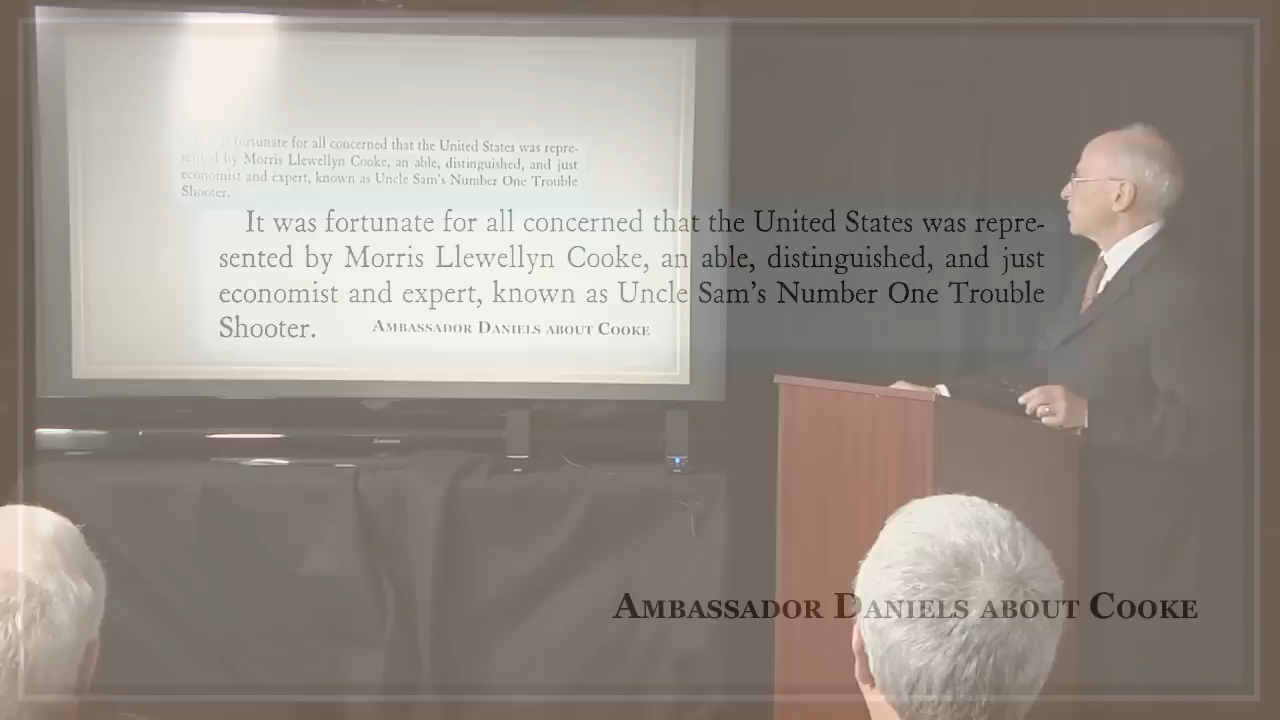 fortunate for all concerned that the United States was repre-
sented by Morris Llewellyn Cooke, an able, distinguished, and just
economist and expert, known as Uncle Sam's Number One Trouble
Shooter.
It was fortunate for all concerned that the United States was repre-
sented by Morris Llewellyn Cooke, an able, distinguished, and just
economist and expert, known as Uncle Sam's Number One Trouble
Shooter.
Ambassador Daniels about Cooke
Ambassador Daniels about Cooke